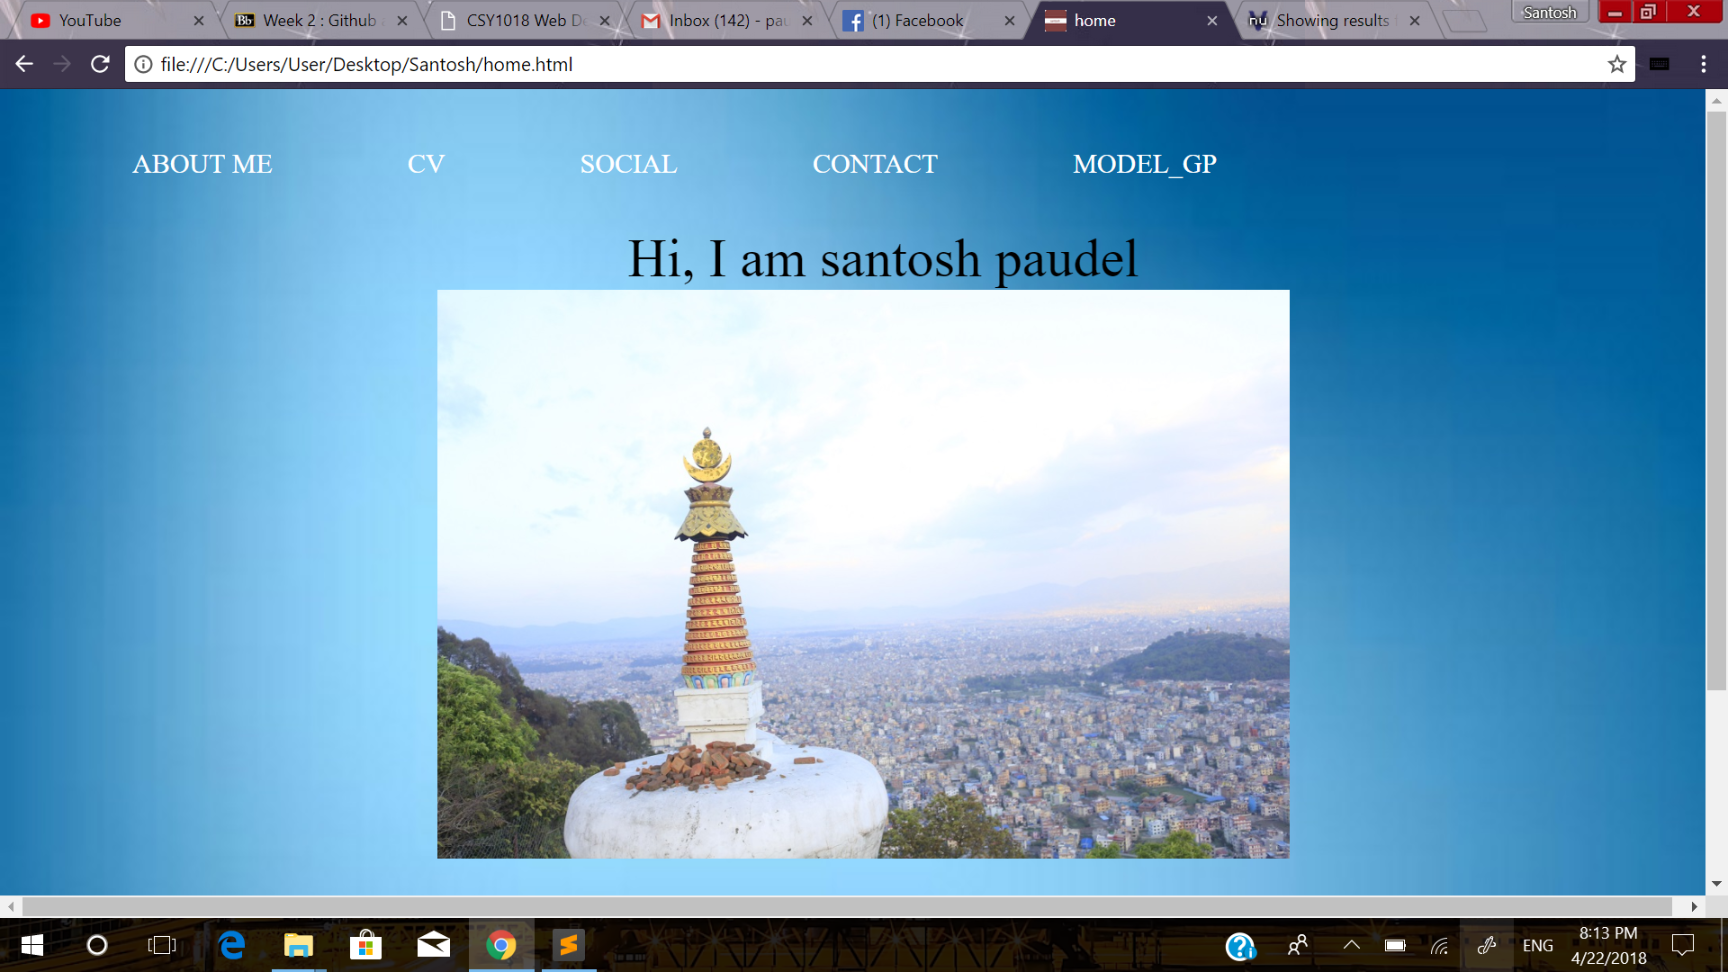 YouTube
Week 2 : Github
CSY1018 Web D
Inbox (142) - pau
(1) Facebook
home
Showing results
Santosh
file:///C:/Users/User/Desktop/Santosh/home.html
ABOUT ME CV SOCIAL CONTACT MODEL_GP
Hi, I am santosh paudel
ENG
8:13 PM
4/22/2018